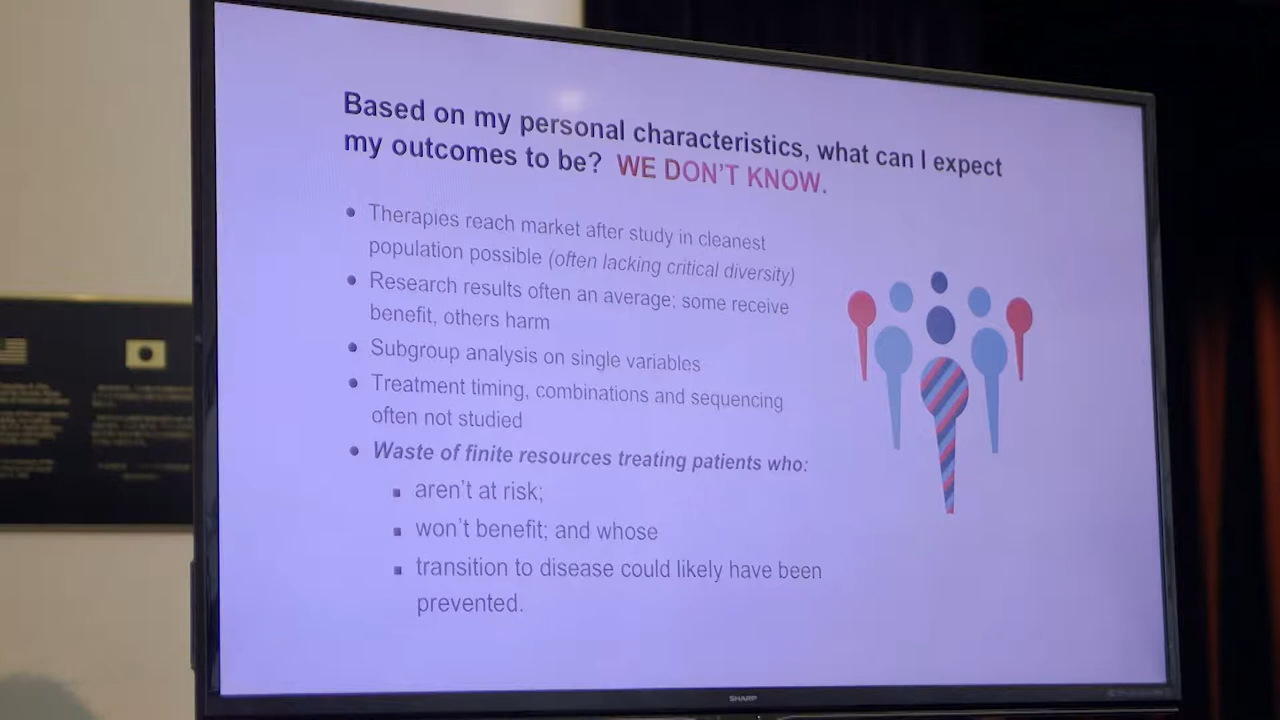 Based on my personal characteristics, what can I expect
my outcomes to be? WE DON'T KNOW.
• Therapies reach market after study in cleanest
population possible (often lacking critical diversity)
• Research results often an average: some receive
benefit, others harm
• Subgroup analysis on single variables
• Treatment timing, combinations and sequencing
often not studied
• Waste of finite resources treating patients who:
▪ aren't at risk;
▪ won't benefit; and whose
▪ transition to disease could likely have been
prevented.
SHARP